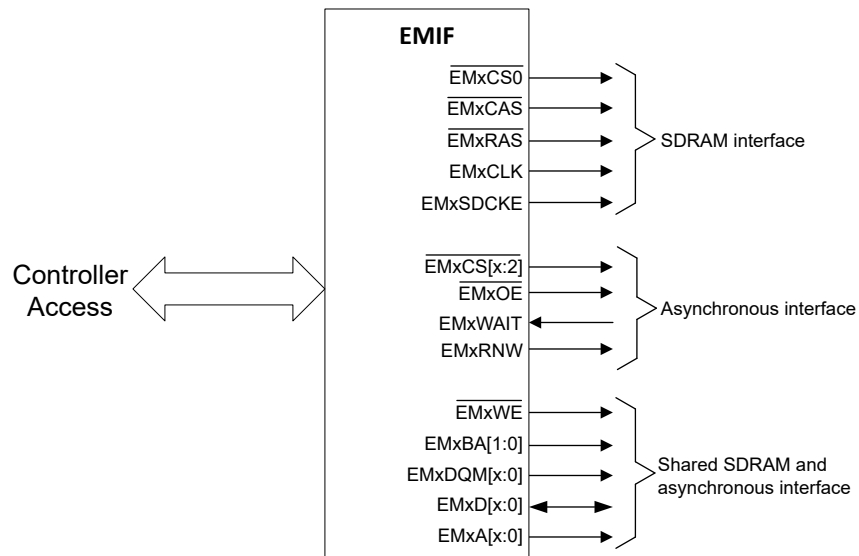 EMIF
EMxCS0
EMxCAS
EMxRAS
EMxCLK
EMxSDCKE
SDRAM interface
Controller
Access
EMxCS[x:2]
EMxOE
EMxWAIT
EMxRNW
Asynchronous interface
EMxWE
EMxBA[1:0]
EMxDQM[x:0]
EMxD[x:0]
EMxA[x:0]
Shared SDRAM and
asynchronous interface